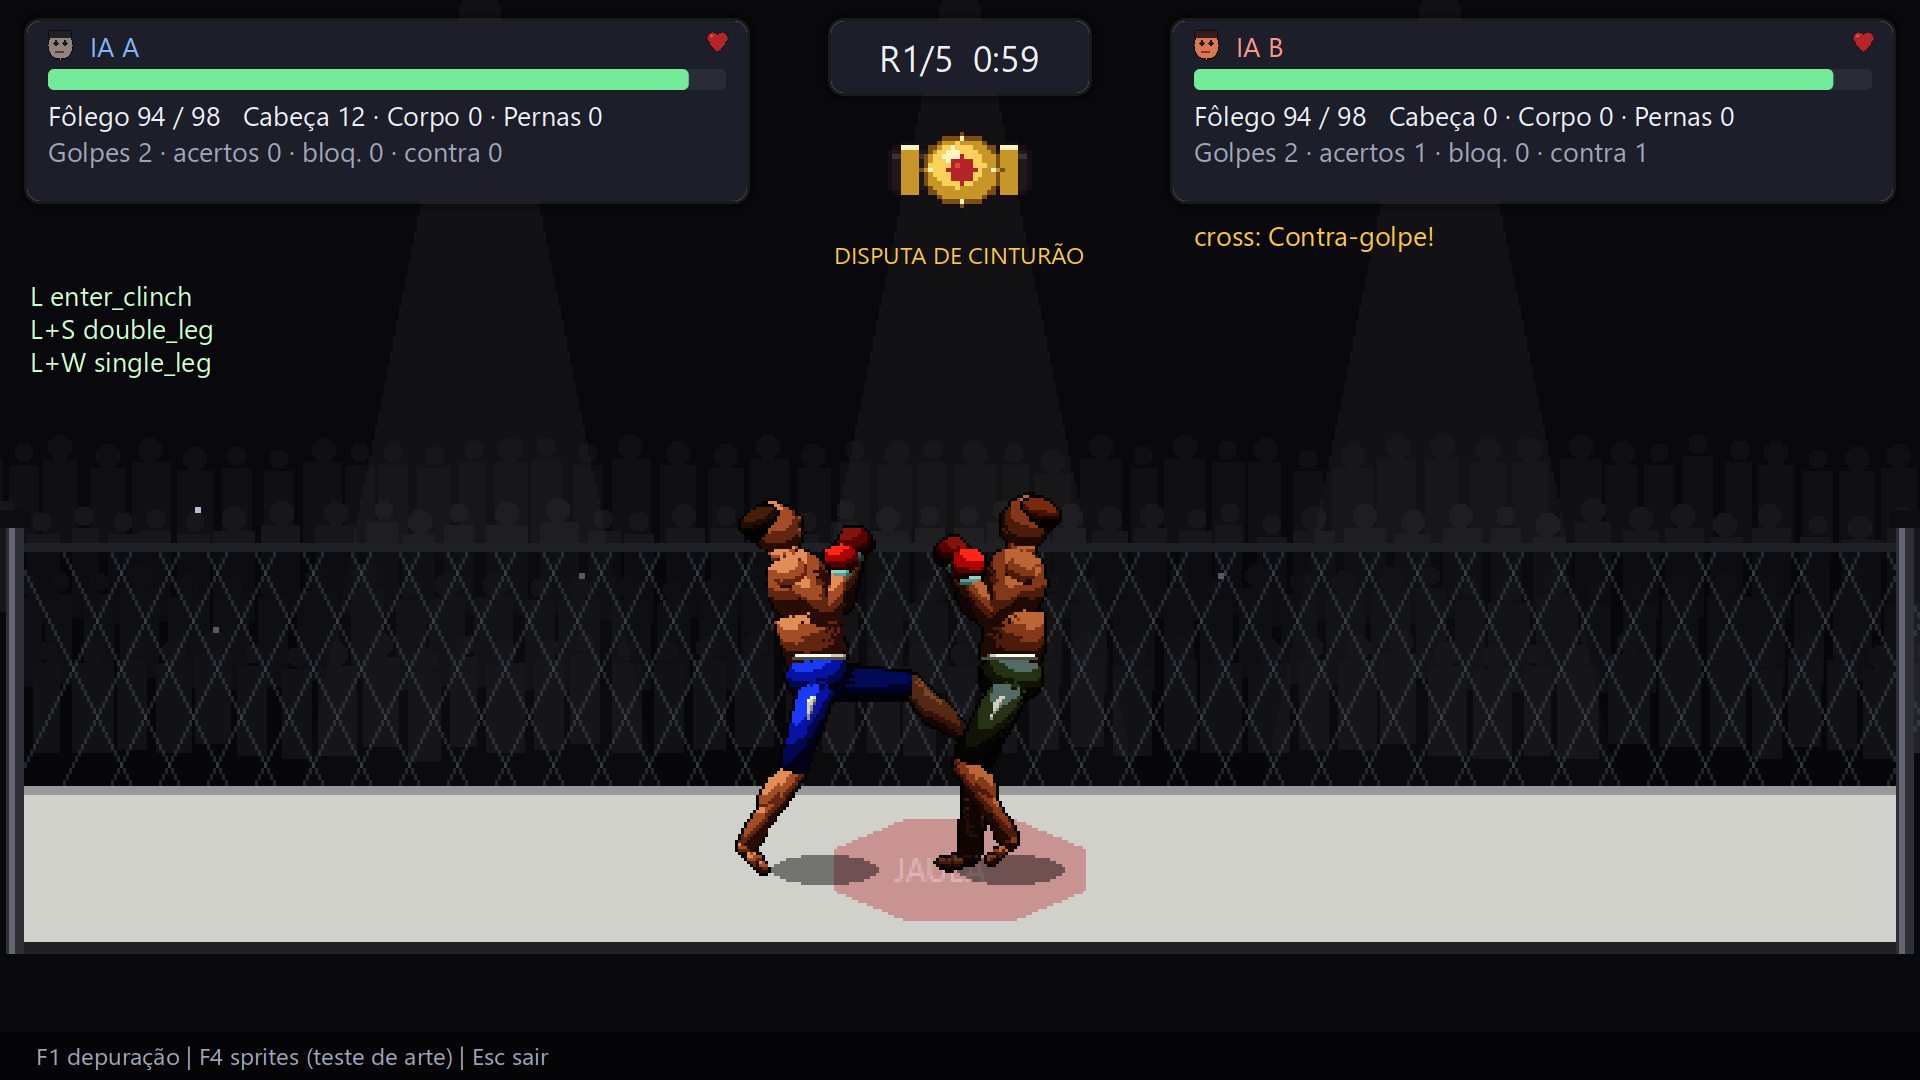 IA A
Fôlego 94 / 98 Cabeça 12 · Corpo 0 · Pernas 0
Golpes 2 · acertos 0 · bloq. 0 · contra 0
R1/5 0:59
IA B
Fôlego 94 / 98 Cabeça 0 · Corpo 0 · Pernas 0
Golpes 2 · acertos 1 · bloq. 0 · contra 1
DISPUTA DE CINTURÃO
cross: Contra-golpe!
L enter_clinch
L+S double_leg
L+W single_leg
JAULA
F1 depuração | F4 sprites (teste de arte) | Esc sair